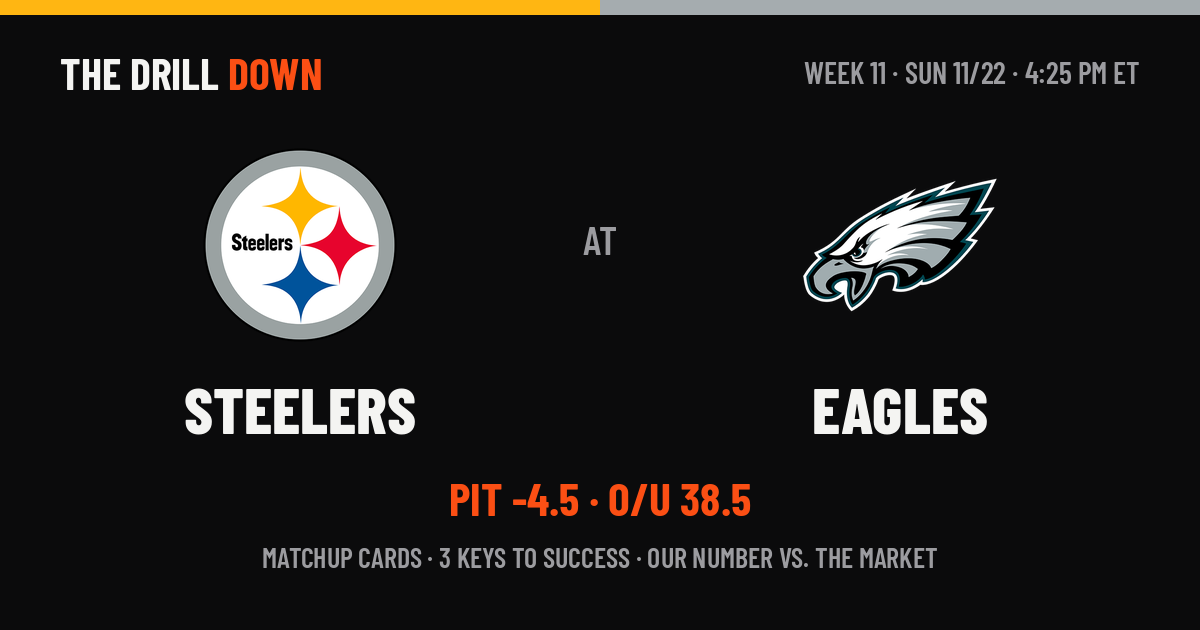 THE DRILL DOWN
WEEK 11 · SUN 11/22 · 4:25 PM ET
Steelers
AT
STEELERS
EAGLES
PIT -4.5 · O/U 38.5
MATCHUP CARDS · 3 KEYS TO SUCCESS · OUR NUMBER VS. THE MARKET